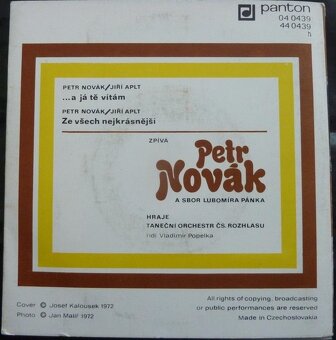 panton
04 0439
44 0439
h
PETR NOVÁK/JIŘÍ APLT
...a já tě vítám
PETR NOVÁK/JIŘÍ APLT
Ze všech nejkrásnější
ZPÍVA
Petr
Novák
A SBOR LUBOMÍRA PÁNKA
HRAJE
TANEČNÍ ORCHESTR ČS. ROZHLASU
řídí Vladimír Popelka
Cover © Josef Kalousek 1972
Photo © Jan Malíř 1972
All rights of copying, broadcasting
or public performances are reserved
Made in Czechoslovakia